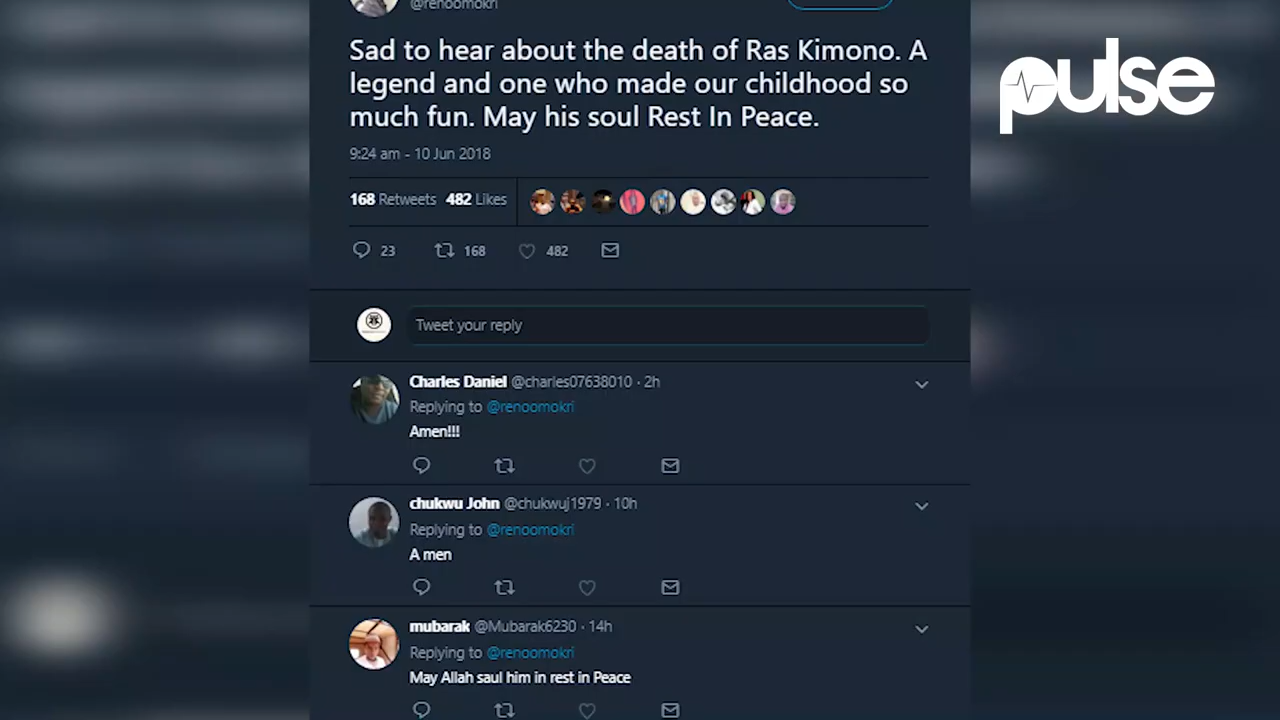 @renoomokri
pulse
Sad to hear about the death of Ras Kimono. A
legend and one who made our childhood so
much fun. May his soul Rest In Peace.
9:24 am - 10 Jun 2018
168 Retweets 482 Likes
23 168 482
Tweet your reply
Charles Daniel @charles07638010 · 2h
Replying to @renoomokri
Amen!!!
chukwu John @chukwuj1979 · 10h
Replying to @renoomokri
A men
mubarak @Mubarak6230 · 14h
Replying to @renoomokri
May Allah saul him in rest in Peace